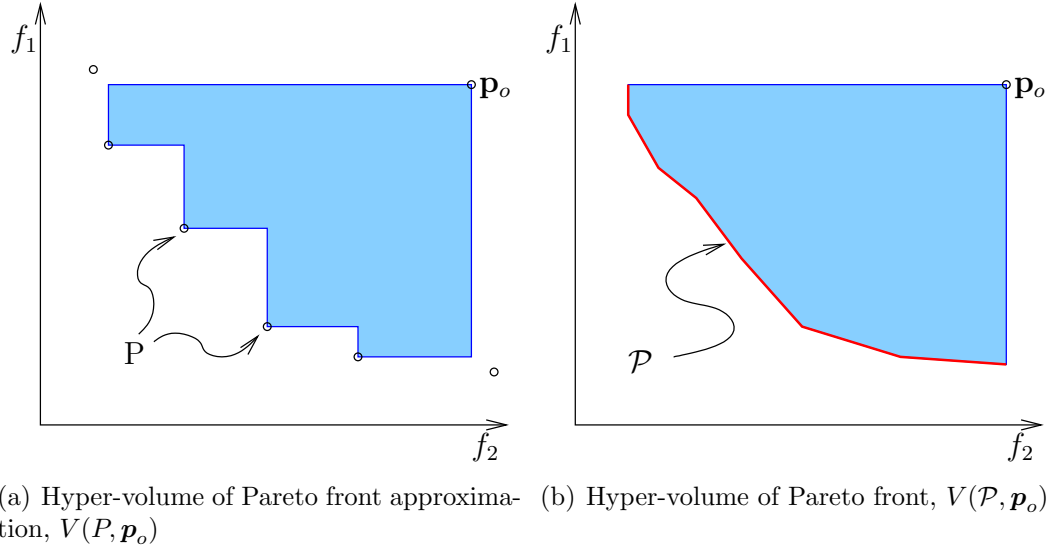 f₁
pₒ
P
f₂
f₁
pₒ
𝒫
f₂
(a) Hyper-volume of Pareto front approxima-
tion, V(P, pₒ)
(b) Hyper-volume of Pareto front, V(𝒫, pₒ)